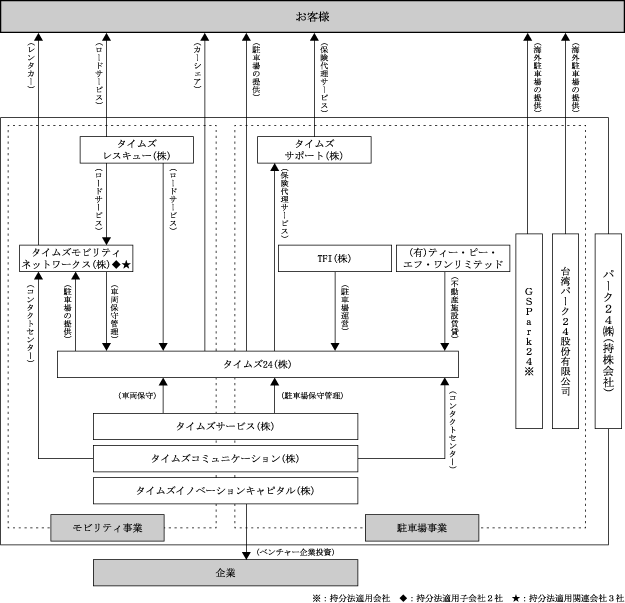 お客様
(レンタカー)
(ロードサービス)
(カーシェア)
(駐車場の提供)
(保険代理サービス)
(海外駐車場の提供)
(海外駐車場の提供)
タイムズ
レスキュー(株)
タイムズ
サポート(株)
(ロードサービス)
(ロードサービス)
(保険代理サービス)
タイムズモビリティ
ネットワークス(株)◆★
TFI(株)
(有)ティー・ピー・
エフ・ワンリミテッド
GSPark24※
台湾パーク24股份有限公司
パーク24㈱(持株会社)
(コンタクトセンター)
(駐車場の提供)
(車両保守管理)
(駐車場運営)
(不動産施設賃貸)
タイムズ24(株)
(車両保守)
(駐車場保守管理)
(コンタクトセンター)
タイムズサービス(株)
タイムズコミュニケーション(株)
タイムズイノベーションキャピタル(株)
モビリティ事業
駐車場事業
(ベンチャー企業投資)
企業
※：持分法適用会社　◆：持分法適用子会社2社　★：持分法適用関連会社3社